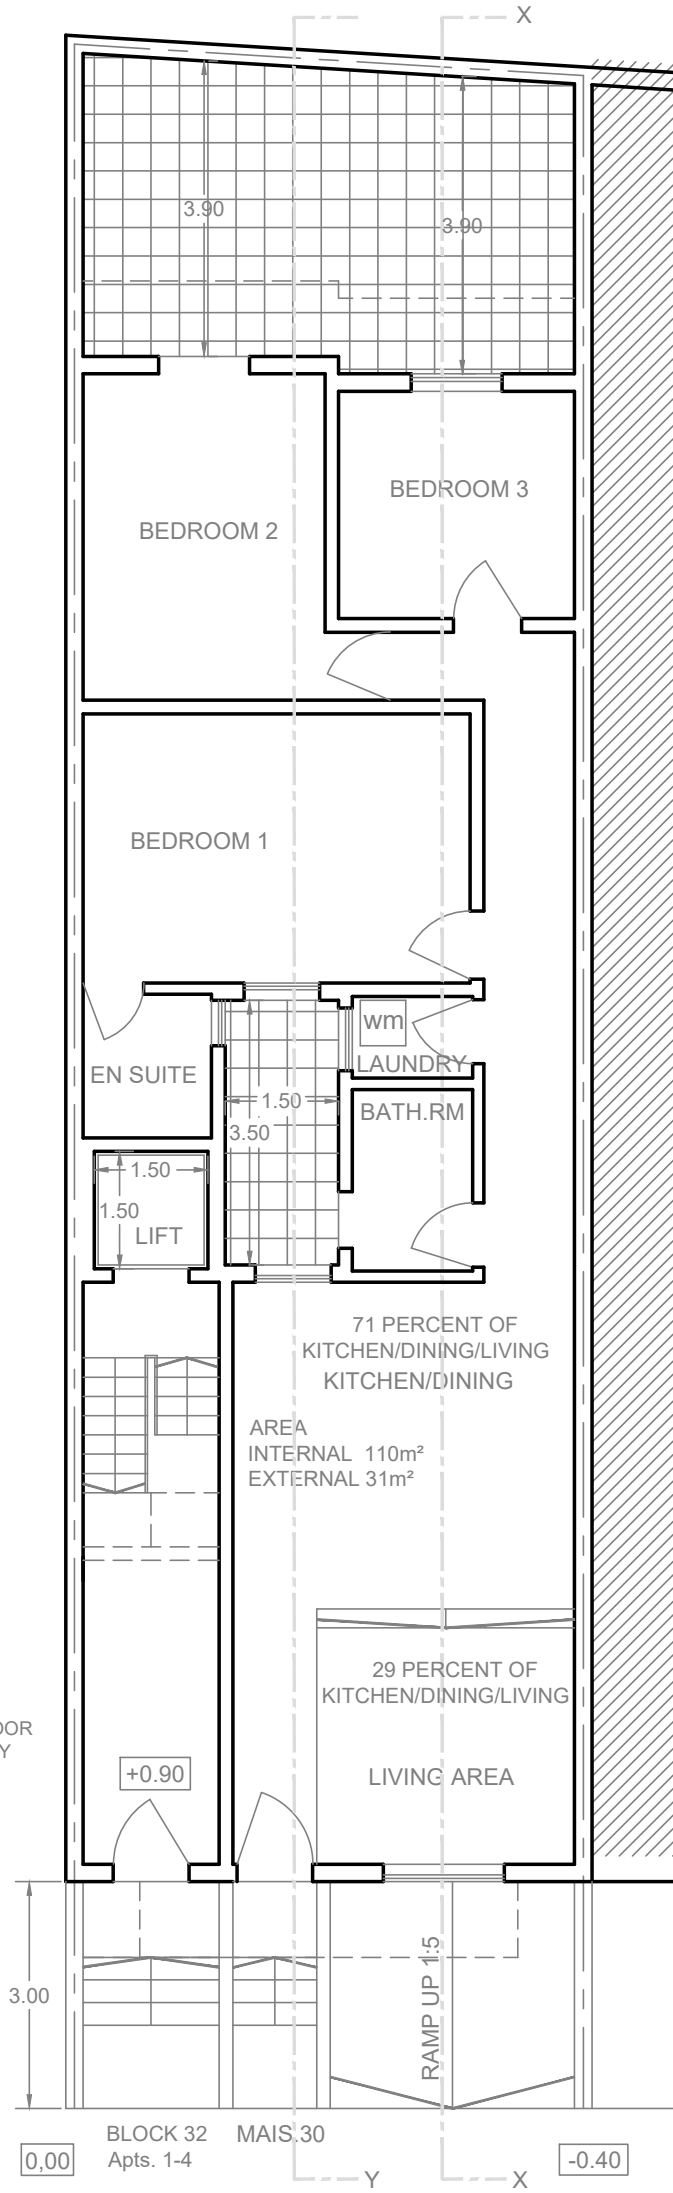 X
3.90
3.90
BEDROOM 3
BEDROOM 2
BEDROOM 1
wm
LAUNDRY
EN SUITE
1.50
BATH.RM
3.50
1.50
1.50
LIFT
71 PERCENT OF
KITCHEN/DINING/LIVING
KITCHEN/DINING
AREA
INTERNAL 110m²
EXTERNAL 31m²
29 PERCENT OF
KITCHEN/DINING/LIVING
OOR
Y
+0.90
LIVING AREA
3.00
RAMP UP 1:5
BLOCK 32
Apts. 1-4
MAIS.30
0,00
-0.40
Y
X